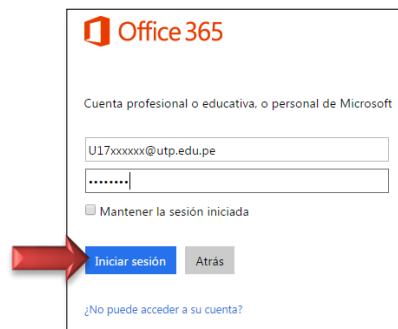 Office 365
Cuenta profesional o educativa, o personal de Microsoft
U17xxxxxx@utp.edu.pe
••••••••
Mantener la sesión iniciada
Iniciar sesión Atrás
¿No puede acceder a su cuenta?